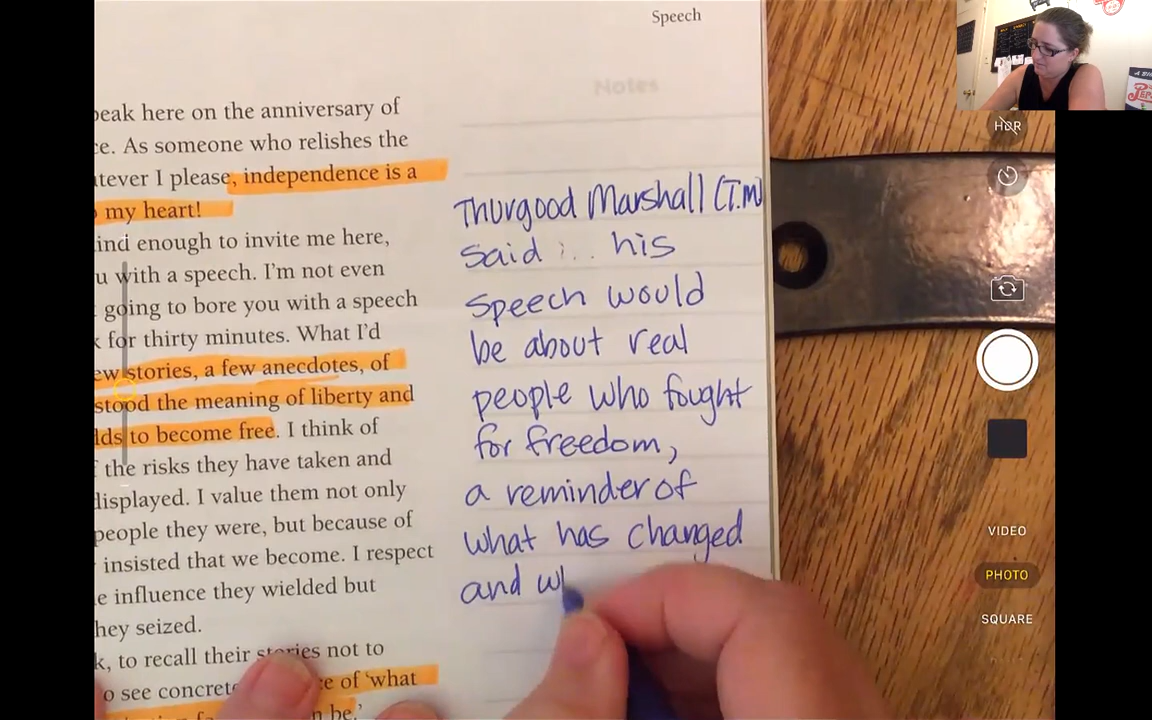 Speech
Notes
peak here on the anniversary of
ce. As someone who relishes the
tever I please, independence is a
my heart!
ind enough to invite me here,
u with a speech. I'm not even
going to bore you with a speech
k for thirty minutes. What I'd
ew stories, a few anecdotes, of
stood the meaning of liberty and
lds to become free. I think of
f the risks they have taken and
displayed. I value them not only
people they were, but because of
insisted that we become. I respect
e influence they wielded but
hey seized.
k, to recall their stories not to
o see concrete ce of 'what
n be.'
Thurgood Marshall (T.M)
said ... his
speech would
be about real
people who fought
for freedom,
a reminder of
what has changed
and wh
HDR
VIDEO
PHOTO
SQUARE